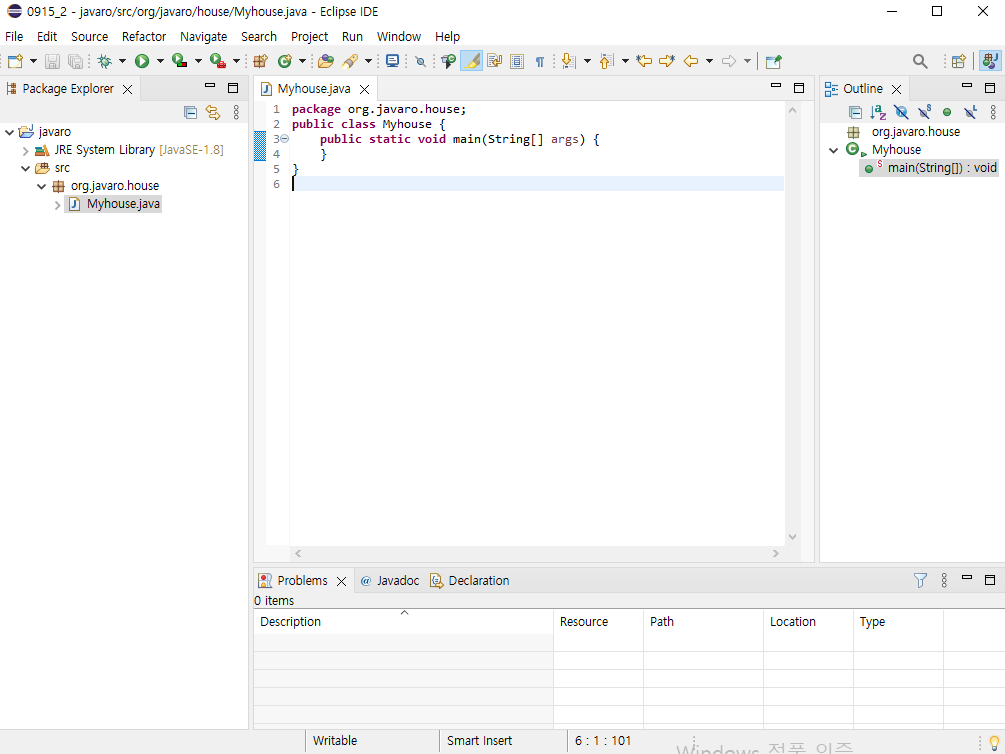 0915_2 - javaro/src/org/javaro/house/Myhouse.java - Eclipse IDE
File Edit Source Refactor Navigate Search Project Run Window Help
Package Explorer
javaro
JRE System Library [JavaSE-1.8]
src
org.javaro.house
Myhouse.java
Myhouse.java
1 package org.javaro.house;
2 public class Myhouse {
3 public static void main(String[] args) {
4 }
5 }
6
Outline
org.javaro.house
Myhouse
main(String[]) : void
Problems Javadoc Declaration
0 items
Description Resource Path Location Type
Writable Smart Insert 6 : 1 : 101
Windows 정품 인증